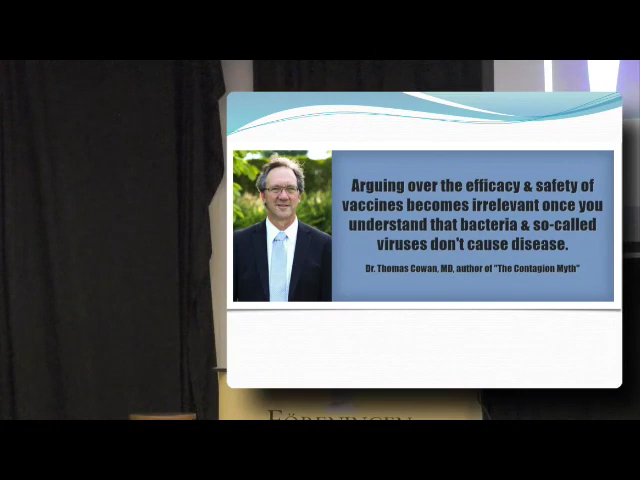 Arguing over the efficacy & safety of
vaccines becomes irrelevant once you
understand that bacteria & so-called
viruses don't cause disease.
Dr. Thomas Cowan, MD, author of "The Contagion Myth"
FÖRENINGEN